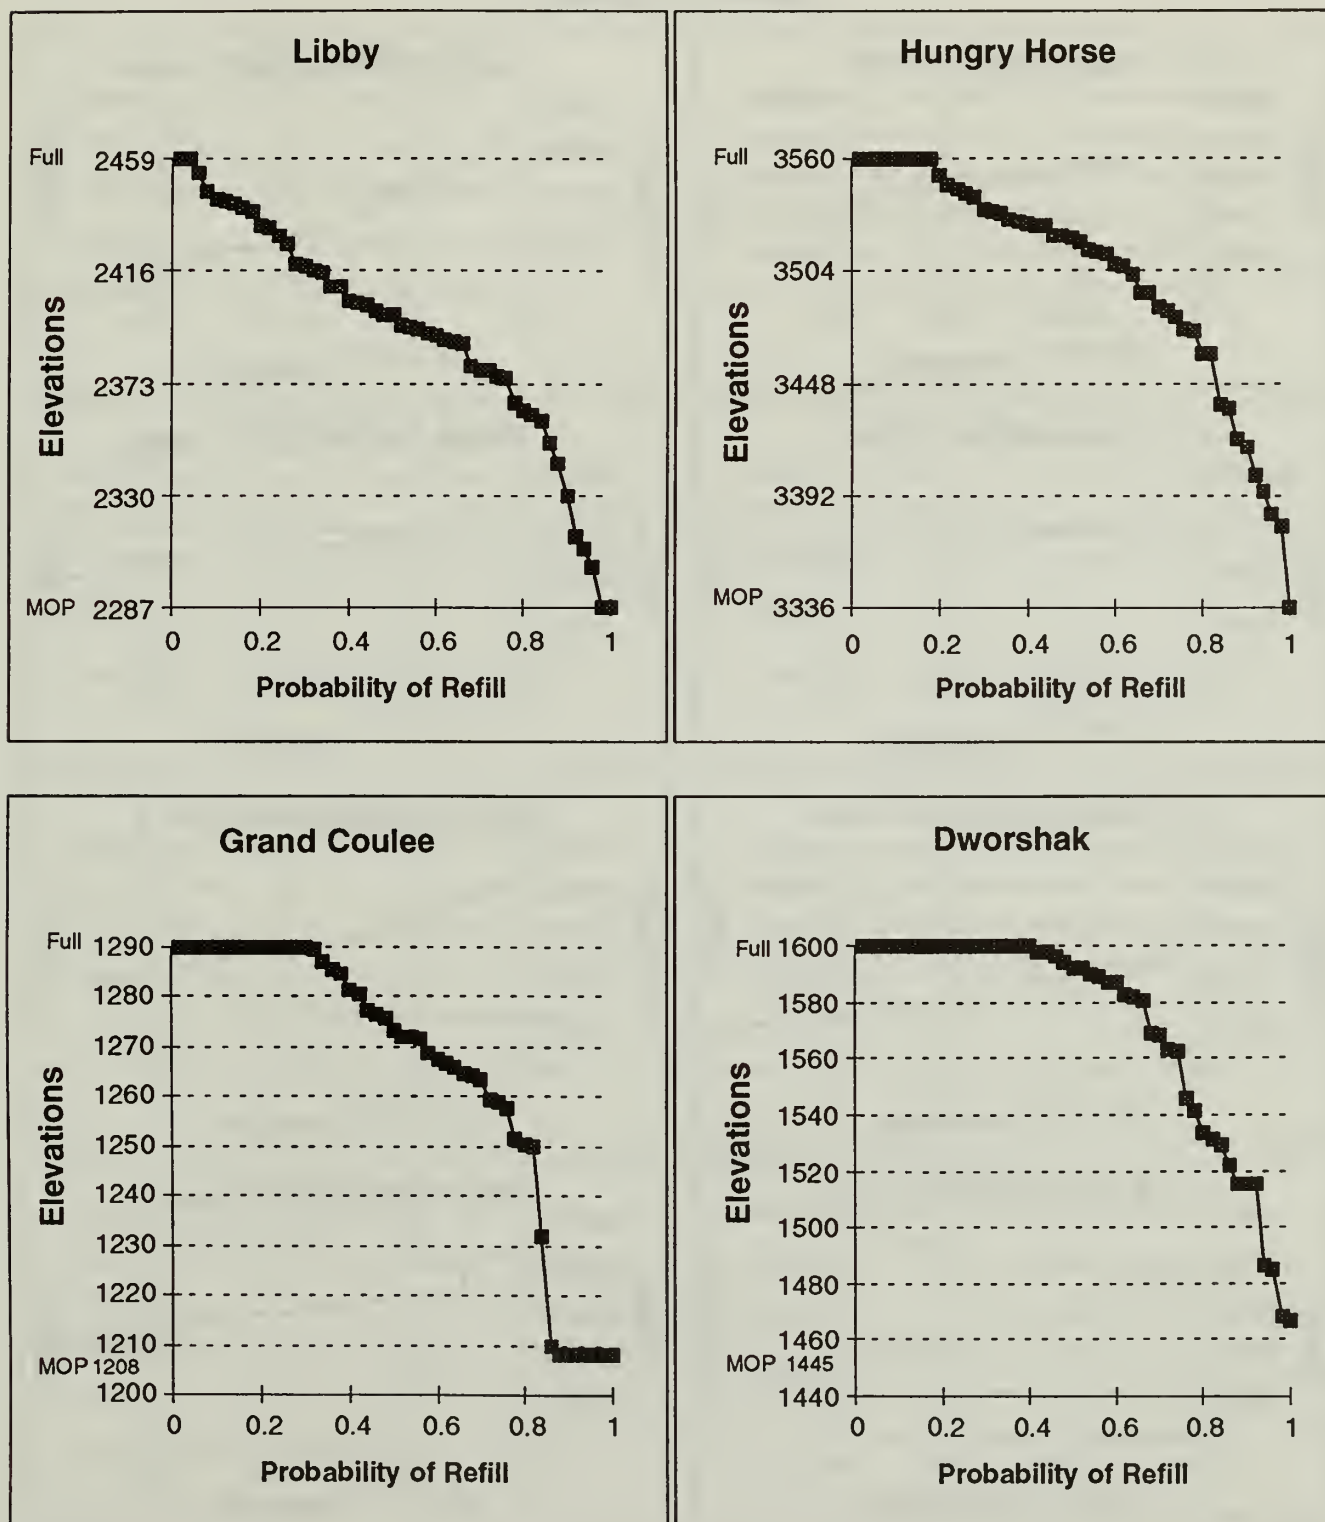 Libby
Full 2459
2416
2373
2330
MOP 2287
Elevations
0 0.2 0.4 0.6 0.8 1
Probability of Refill
Hungry Horse
Full 3560
3504
3448
3392
MOP 3336
Elevations
0 0.2 0.4 0.6 0.8 1
Probability of Refill
Grand Coulee
Full 1290
1280
1270
1260
1250
1240
1230
1220
1210
MOP 1208
1200
Elevations
0 0.2 0.4 0.6 0.8 1
Probability of Refill
Dworshak
Full 1600
1580
1560
1540
1520
1500
1480
1460
MOP 1445
1440
Elevations
0 0.2 0.4 0.6 0.8 1
Probability of Refill